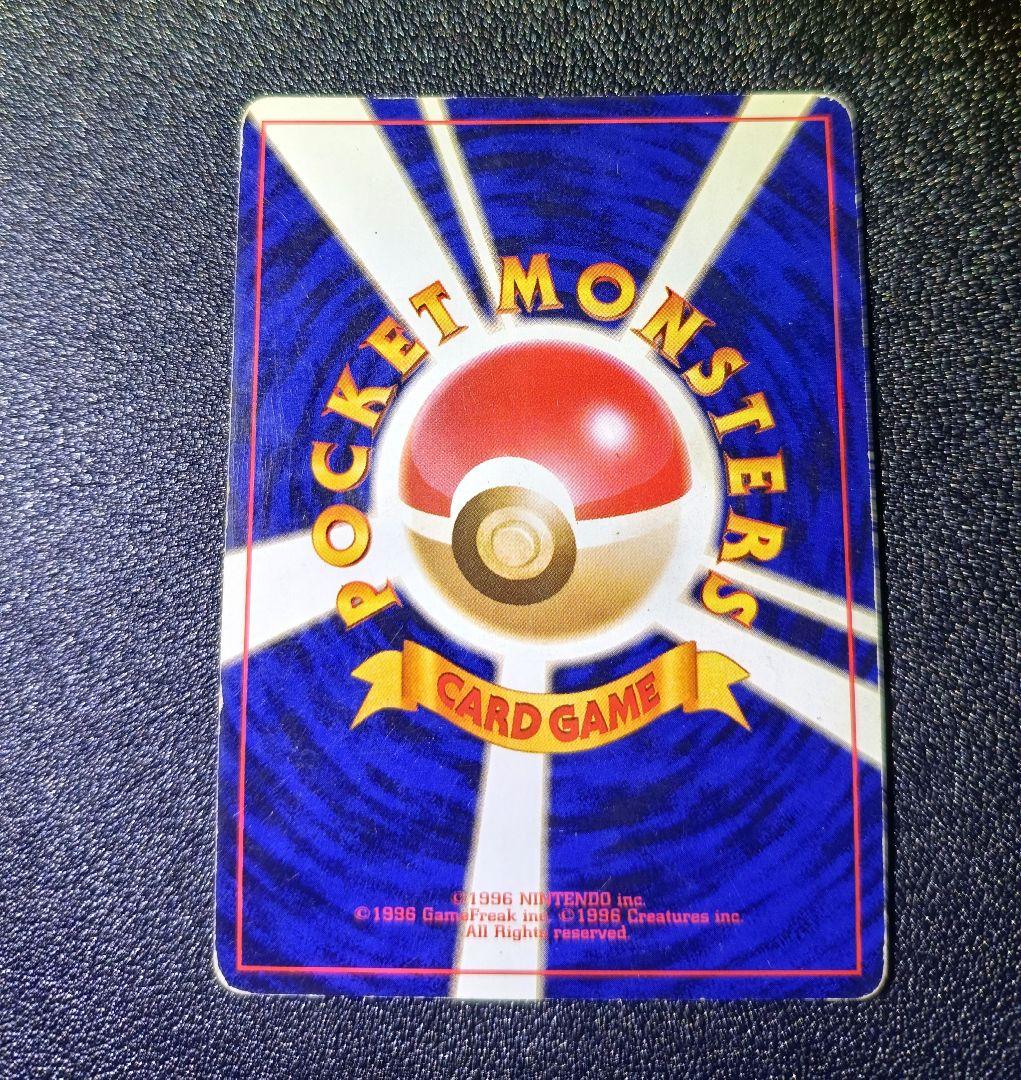 POCKET MONSTERS
CARD GAME
©1996 NINTENDO inc.
©1996 GameFreak inc. ©1996 Creatures inc.
All Rights reserved.